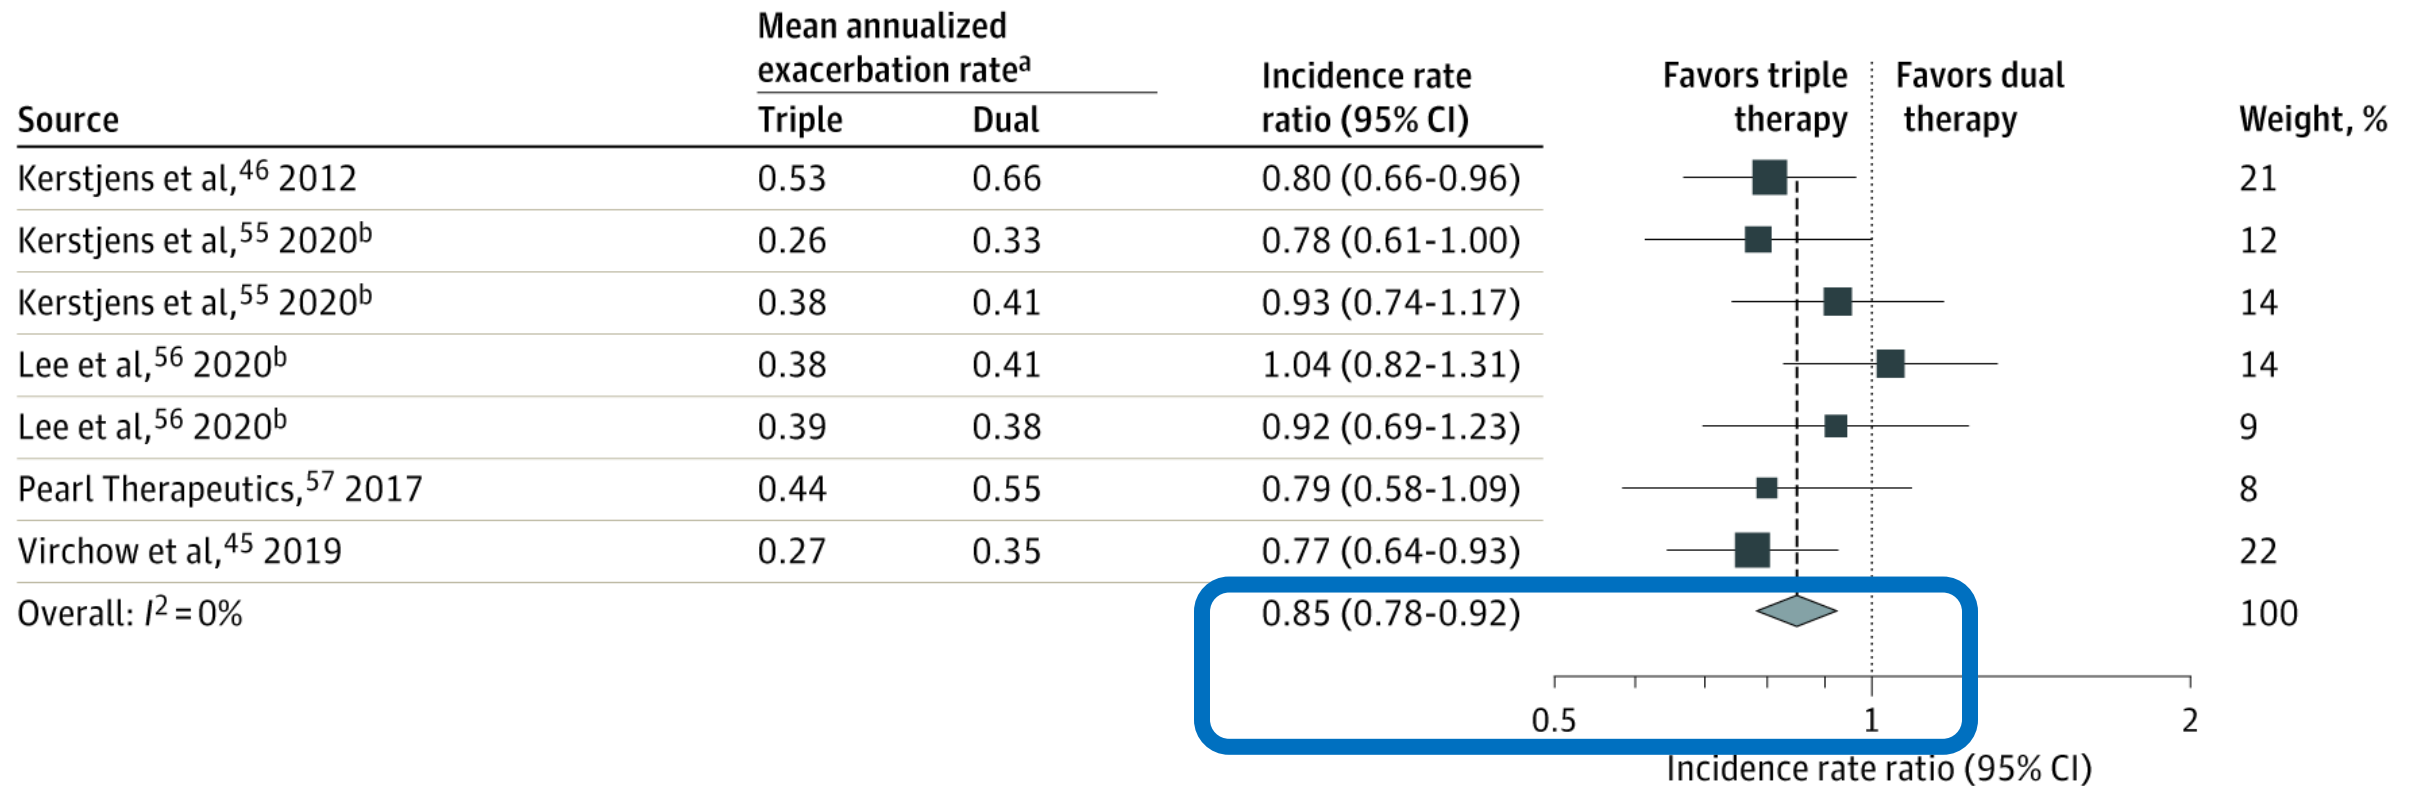 Mean annualized
exacerbation rateᵃ
Incidence rate
ratio (95% CI)
Favors triple
therapy
Favors dual
therapy
Source Triple Dual Weight, %
Kerstjens et al,⁴⁶ 2012 0.53 0.66 0.80 (0.66-0.96) 21
Kerstjens et al,⁵⁵ 2020ᵇ 0.26 0.33 0.78 (0.61-1.00) 12
Kerstjens et al,⁵⁵ 2020ᵇ 0.38 0.41 0.93 (0.74-1.17) 14
Lee et al,⁵⁶ 2020ᵇ 0.38 0.41 1.04 (0.82-1.31) 14
Lee et al,⁵⁶ 2020ᵇ 0.39 0.38 0.92 (0.69-1.23) 9
Pearl Therapeutics,⁵⁷ 2017 0.44 0.55 0.79 (0.58-1.09) 8
Virchow et al,⁴⁵ 2019 0.27 0.35 0.77 (0.64-0.93) 22
Overall: I² = 0% 0.85 (0.78-0.92) 100
0.5 1 2
Incidence rate ratio (95% CI)